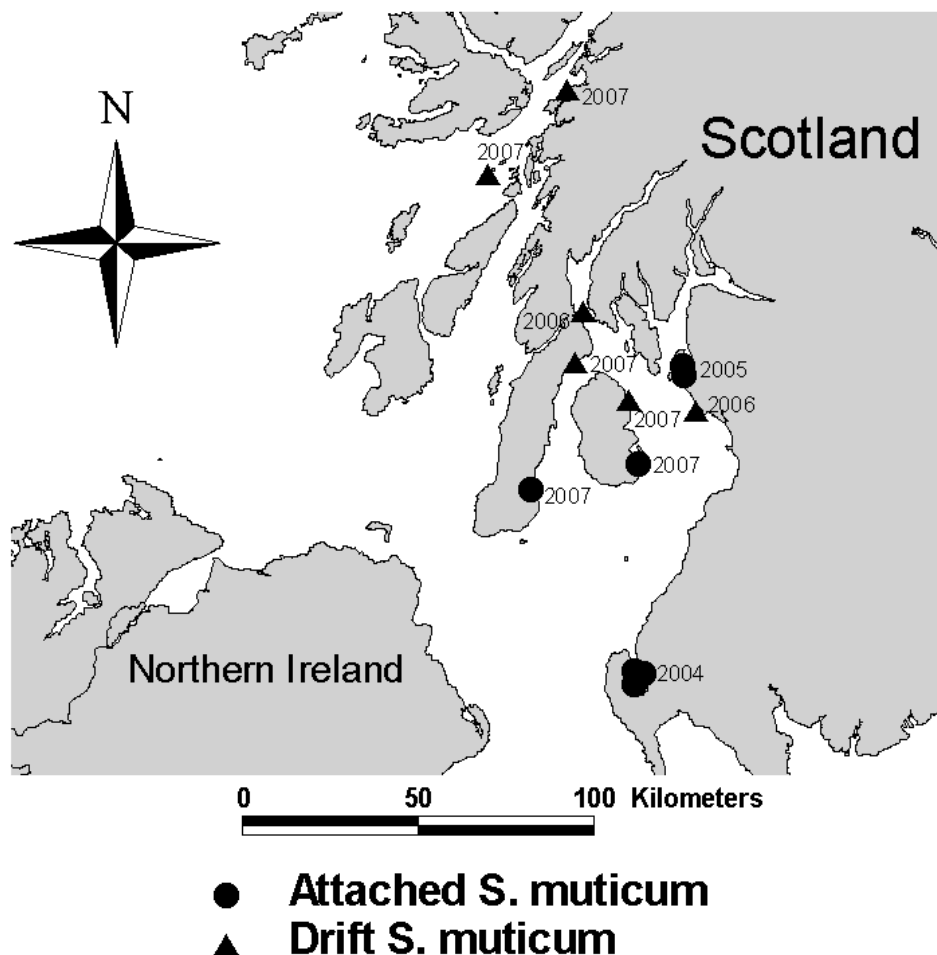 2007
N
Scotland
2007
2006
2007
2005
2007
2006
2007
2007
Northern Ireland
2004
0 50 100 Kilometers
Attached S. muticum
Drift S. muticum